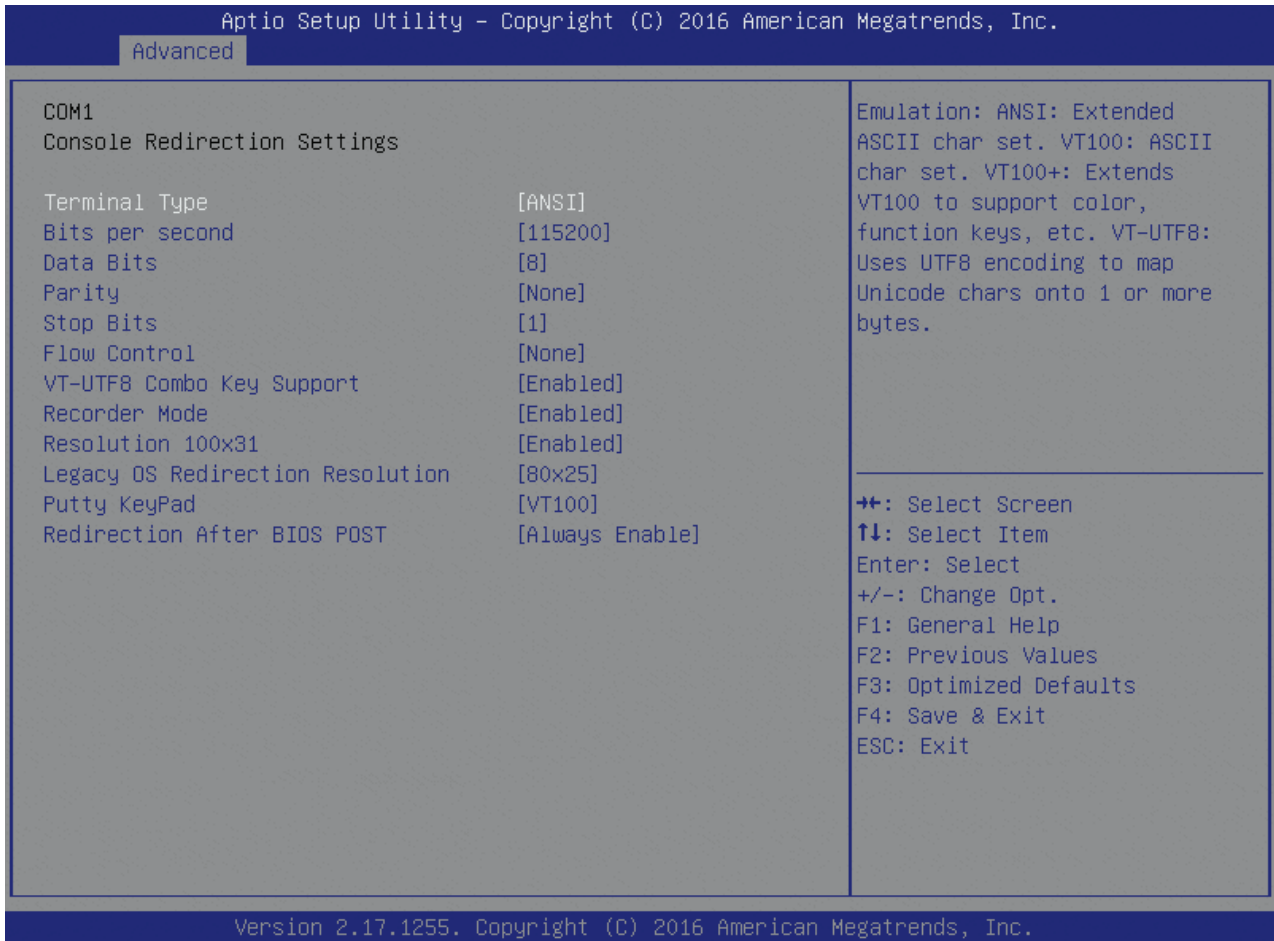 Aptio Setup Utility – Copyright (C) 2016 American Megatrends, Inc.
Advanced
COM1
Console Redirection Settings
Terminal Type [ANSI]
Bits per second [115200]
Data Bits [8]
Parity [None]
Stop Bits [1]
Flow Control [None]
VT-UTF8 Combo Key Support [Enabled]
Recorder Mode [Enabled]
Resolution 100x31 [Enabled]
Legacy OS Redirection Resolution [80x25]
Putty KeyPad [VT100]
Redirection After BIOS POST [Always Enable]
Emulation: ANSI: Extended
ASCII char set. VT100: ASCII
char set. VT100+: Extends
VT100 to support color,
function keys, etc. VT-UTF8:
Uses UTF8 encoding to map
Unicode chars onto 1 or more
bytes.
→←: Select Screen
↑↓: Select Item
Enter: Select
+/-: Change Opt.
F1: General Help
F2: Previous Values
F3: Optimized Defaults
F4: Save & Exit
ESC: Exit
Version 2.17.1255. Copyright (C) 2016 American Megatrends, Inc.